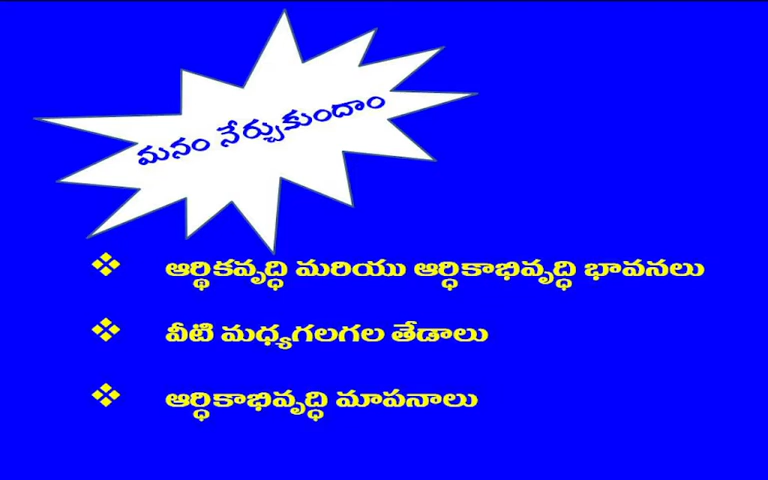 మనం నేర్చుకుందాం
❖ ఆర్థికవృద్ధి మరియు ఆర్ధికాభివృద్ధి భావనలు
❖ వీటి మధ్యగలగల తేడాలు
❖ ఆర్ధికాభివృద్ధి మాపనాలు